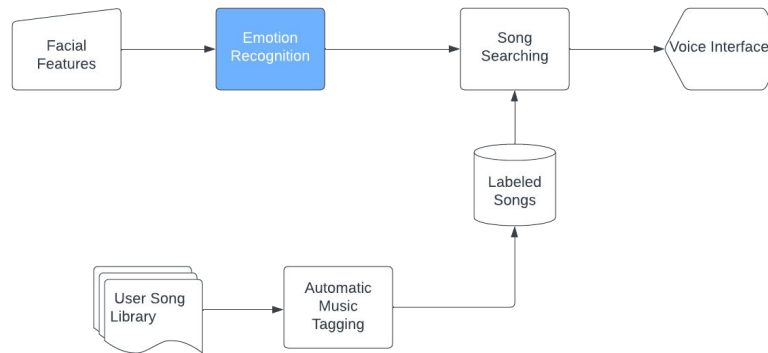 Facial
Features
Emotion
Recognition
Song
Searching
Voice Interface
Labeled
Songs
User Song
Library
Automatic
Music
Tagging